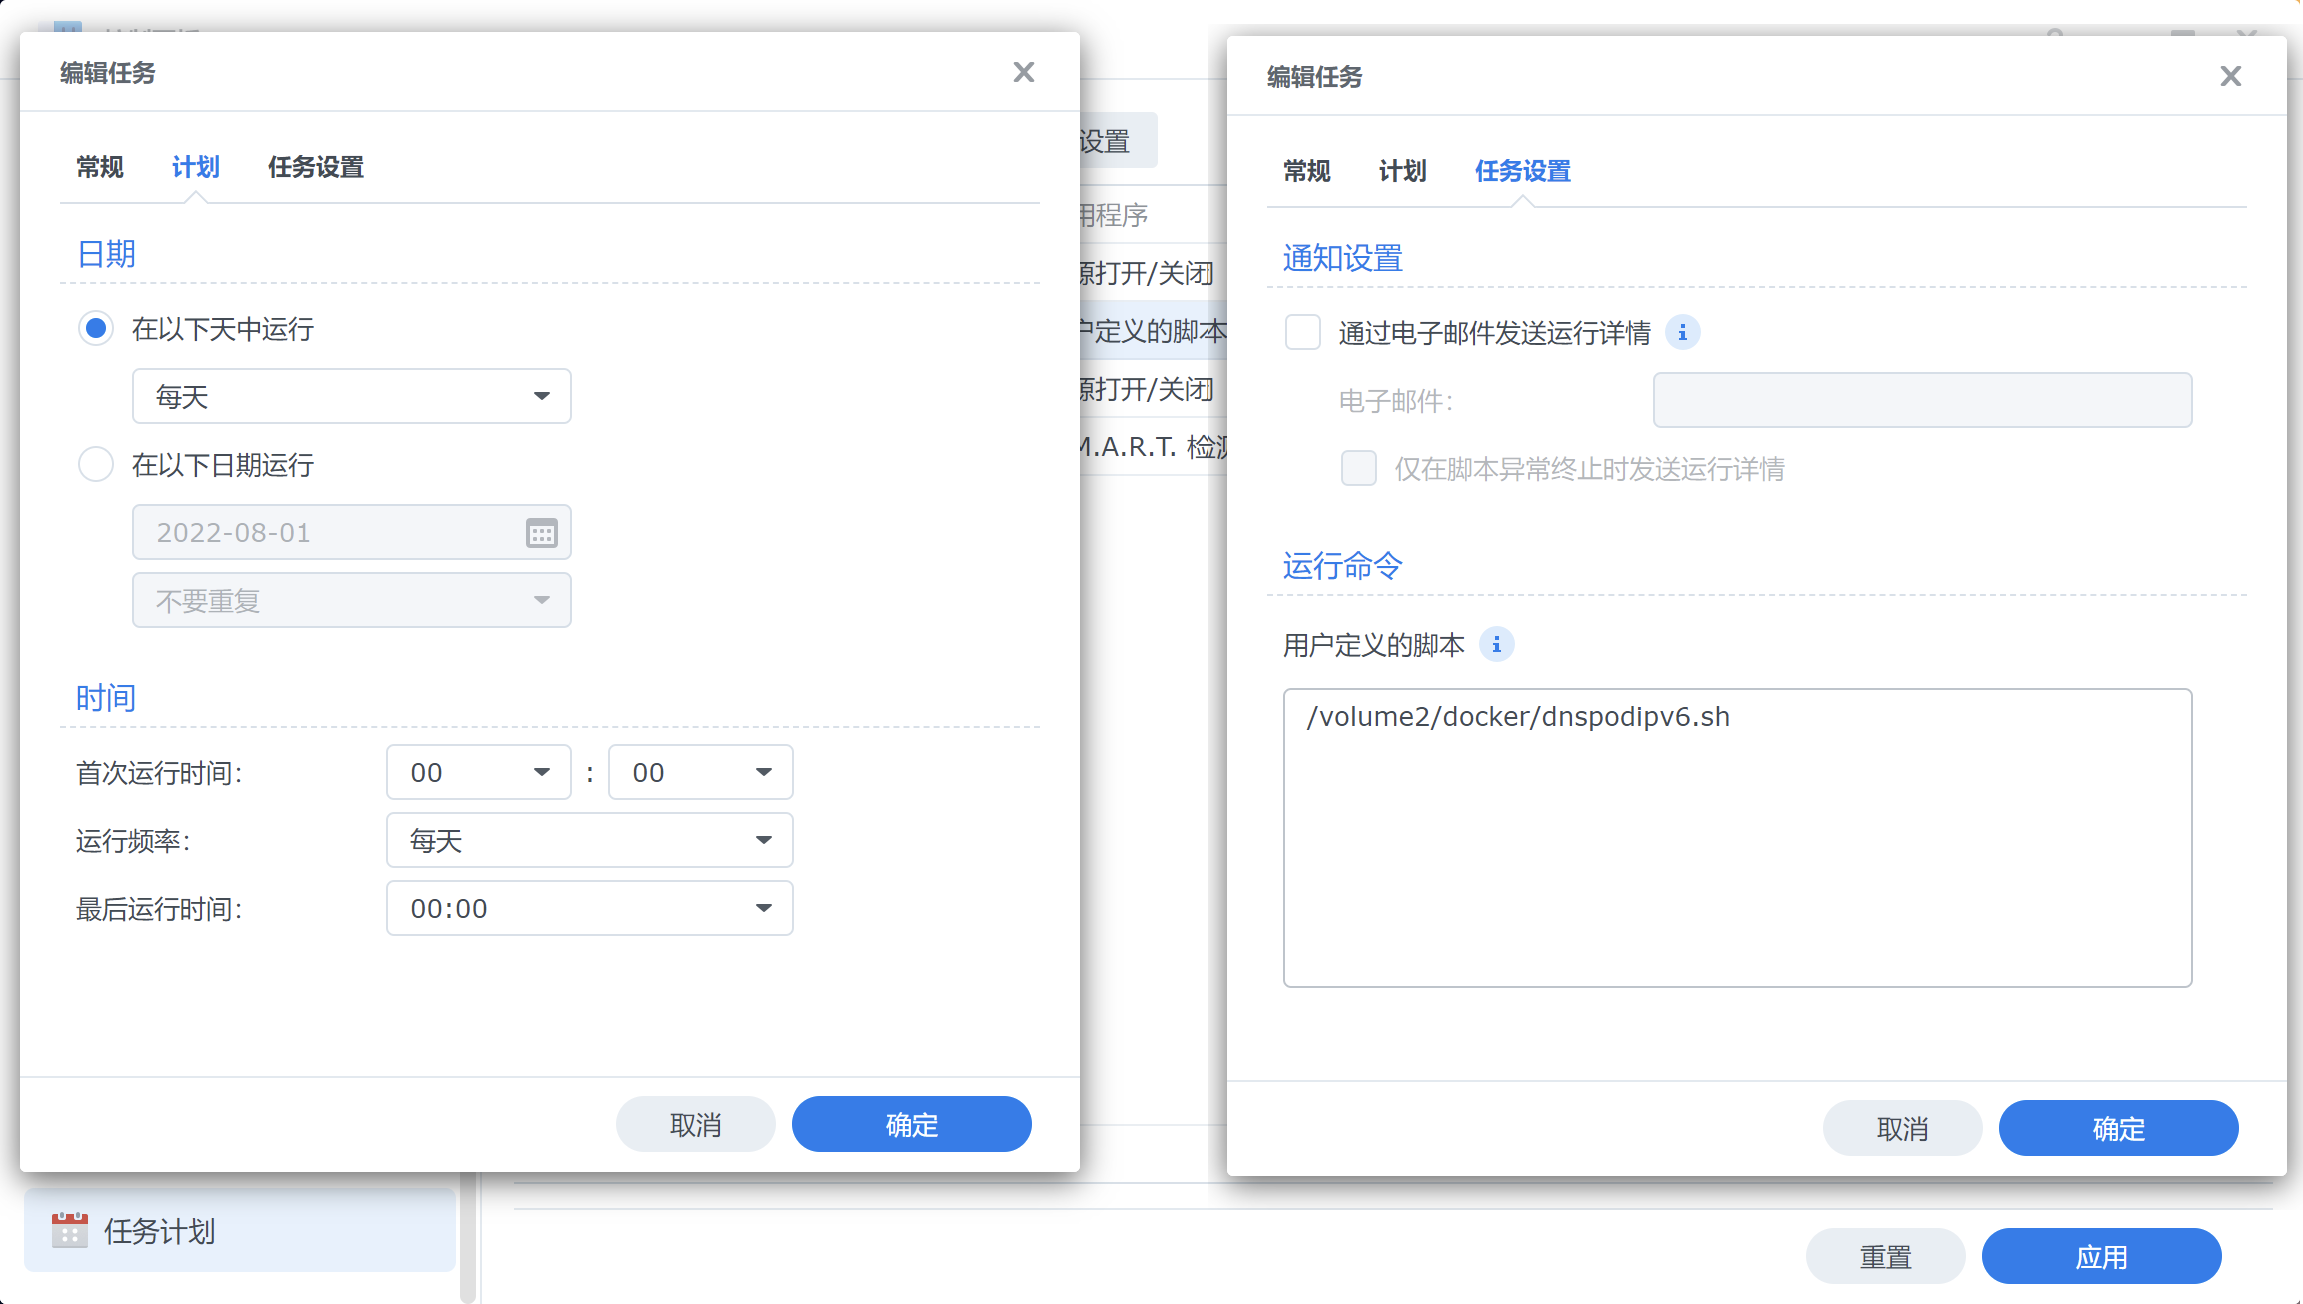 编辑任务
常规 计划 任务设置
日期
在以下天中运行
每天
在以下日期运行
2022-08-01
不要重复
时间
首次运行时间: 00 : 00
运行频率: 每天
最后运行时间: 00:00
取消 确定
设置
用程序
源打开/关闭
户定义的脚本
源打开/关闭
M.A.R.T. 检测
编辑任务
常规 计划 任务设置
通知设置
通过电子邮件发送运行详情
电子邮件:
仅在脚本异常终止时发送运行详情
运行命令
用户定义的脚本
/volume2/docker/dnspodipv6.sh
取消 确定
任务计划
重置 应用